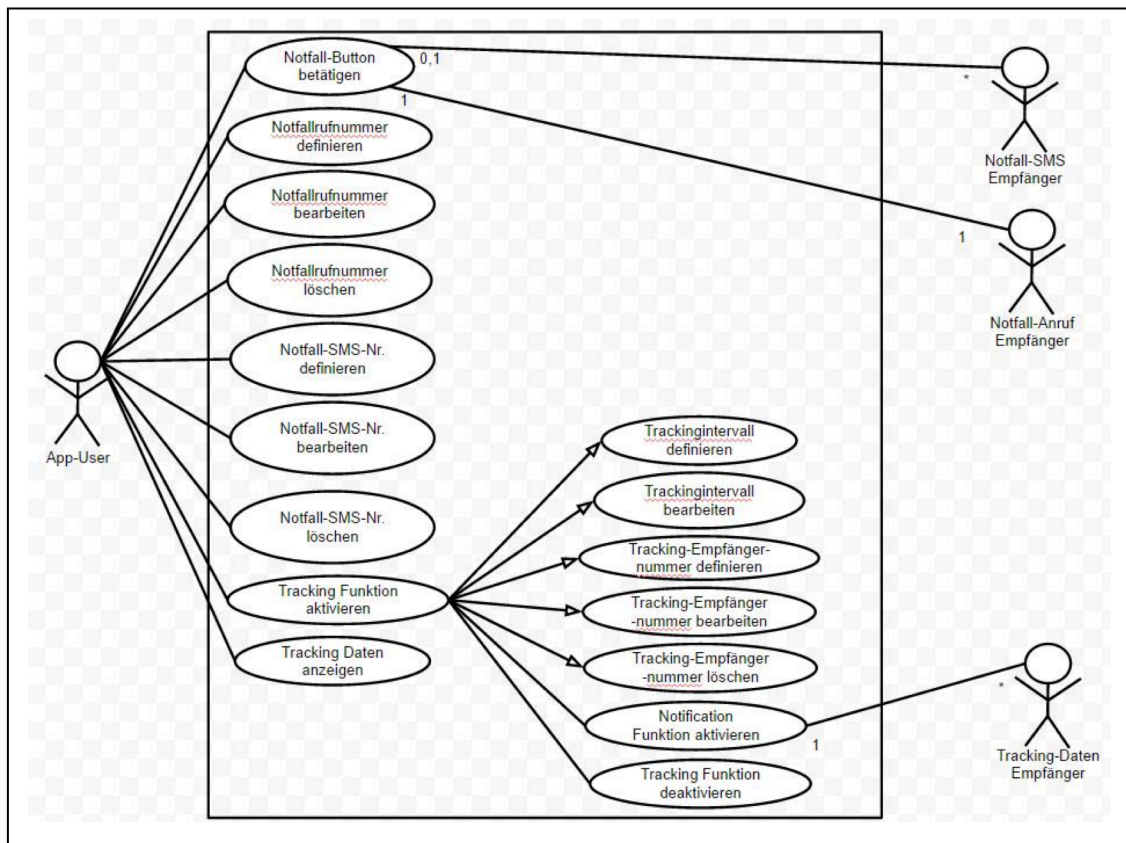 Notfall-Button
betätigen
0,1
*
1
Notfall-SMS
Empfänger
Notfallrufnummer
definieren
Notfallrufnummer
bearbeiten
1
Notfall-Anruf
Empfänger
Notfallrufnummer
löschen
Notfall-SMS-Nr.
definieren
App-User
Notfall-SMS-Nr.
bearbeiten
Notfall-SMS-Nr.
löschen
Tracking Funktion
aktivieren
Tracking Daten
anzeigen
Trackingintervall
definieren
Trackingintervall
bearbeiten
Tracking-Empfänger-
nummer definieren
Tracking-Empfänger
-nummer bearbeiten
Tracking-Empfänger
-nummer löschen
Notification
Funktion aktivieren
1
*
Tracking-Daten
Empfänger
Tracking Funktion
deaktivieren